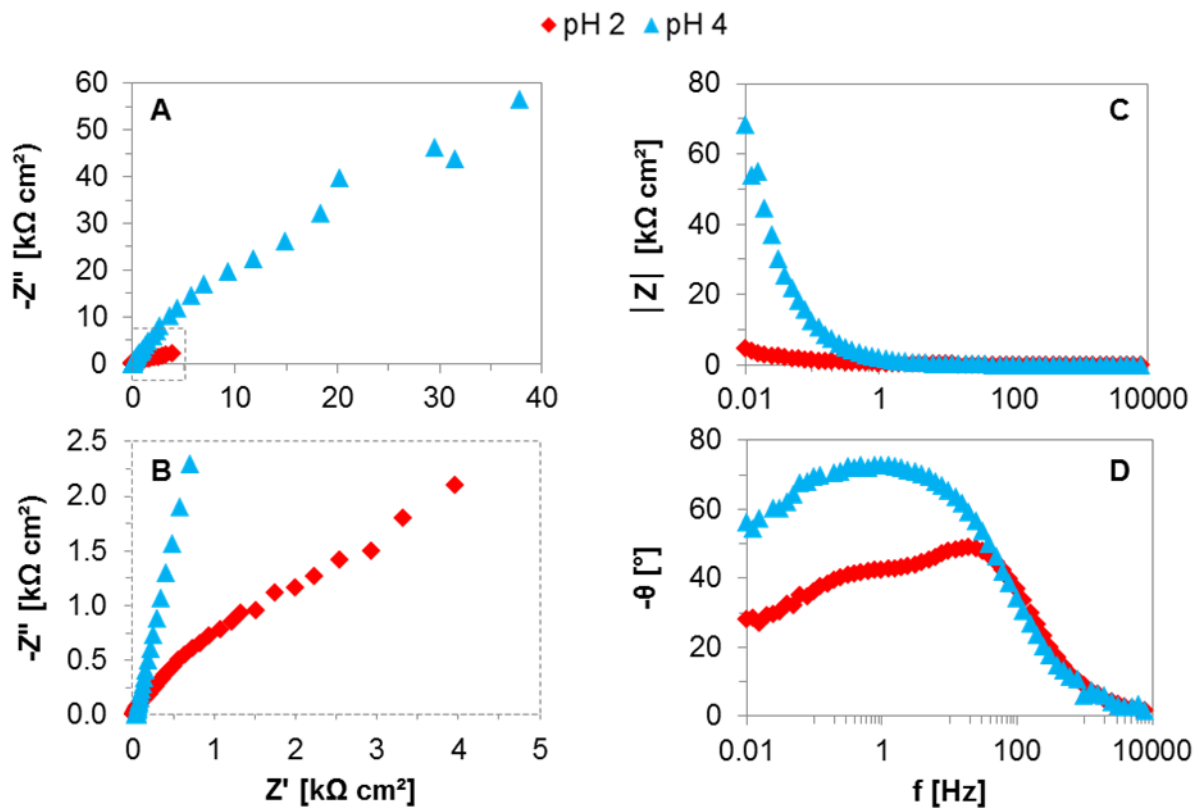 pH 2 pH 4
A
60
50
40
30
20
10
0
-Z" [kΩ cm²]
0 10 20 30 40
C
80
60
40
20
0
|Z| [kΩ cm²]
0.01 1 100 10000
B
2.5
2.0
1.5
1.0
0.5
0.0
-Z" [kΩ cm²]
0 1 2 3 4 5
Z' [kΩ cm²]
D
80
60
40
20
0
-θ [°]
0.01 1 100 10000
f [Hz]